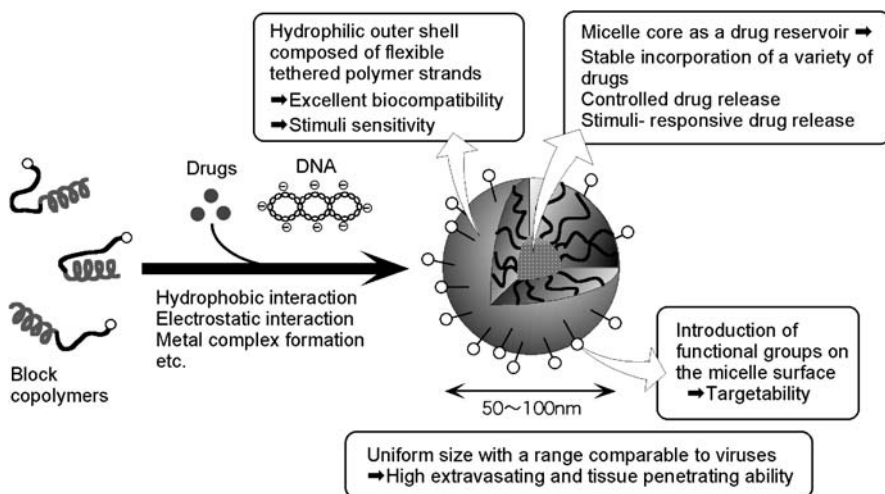 Hydrophilic outer shell
composed of flexible
tethered polymer strands
➡Excellent biocompatibility
➡Stimuli sensitivity
Micelle core as a drug reservoir ➡
Stable incorporation of a variety of
drugs
Controlled drug release
Stimuli- responsive drug release
Drugs
DNA
Hydrophobic interaction
Electrostatic interaction
Metal complex formation
etc.
Block
copolymers
Introduction of
functional groups on
the micelle surface
➡Targetability
50～100nm
Uniform size with a range comparable to viruses
➡High extravasating and tissue penetrating ability